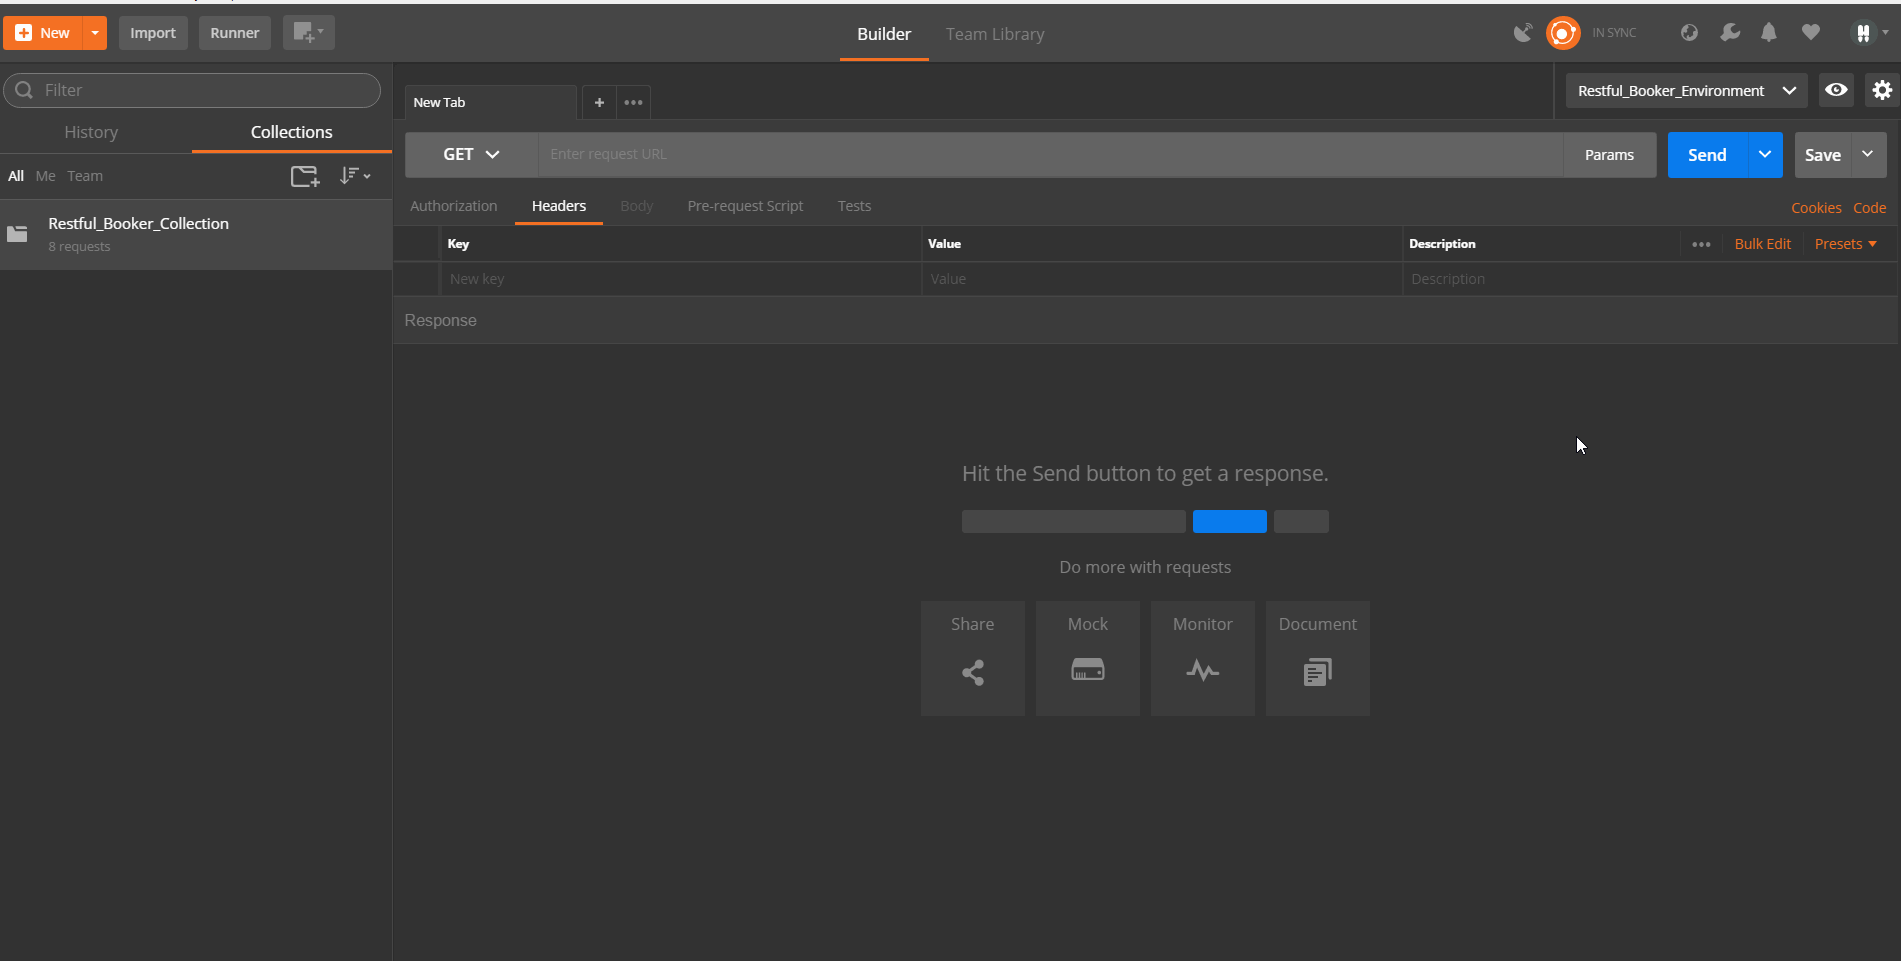 New
Import
Runner
Builder
Team Library
IN SYNC
Filter
History
Collections
All Me Team
Restful_Booker_Collection
8 requests
New Tab
Restful_Booker_Environment
GET
Enter request URL
Params
Send
Save
Authorization
Headers
Body
Pre-request Script
Tests
Cookies
Code
Key
Value
Description
Bulk Edit
Presets
New key
Value
Description
Response
Hit the Send button to get a response.
Do more with requests
Share
Mock
Monitor
Document